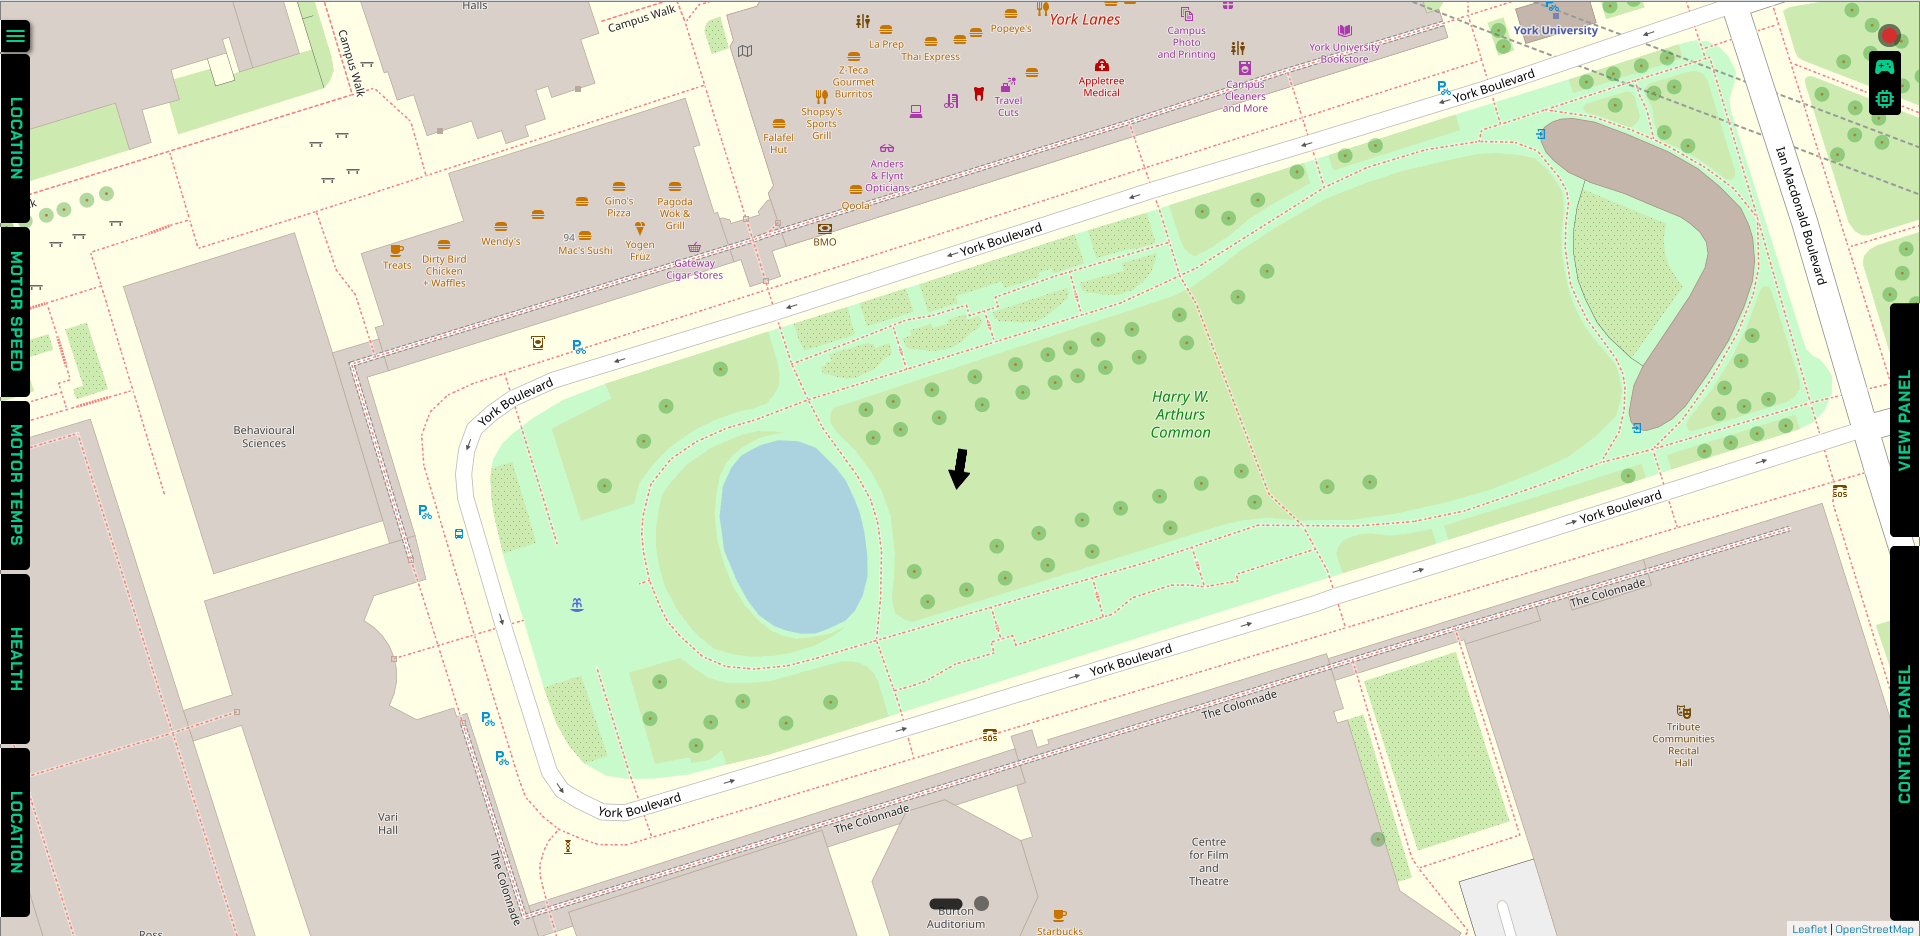 Halls
Campus Walk
Campus Walk
k
La Prep
Popeye's
York Lanes
Thai Express
Z-Teca
Gourmet
Burritos
Shopsy's
Sports
Grill
Falafel
Hut
Travel
Cuts
Appletree
Medical
Campus
Photo
and Printing
Campus
Cleaners
and More
York University
Bookstore
York University
Anders
& Flynt
Opticians
Qoola
BMO
Gino's
Pizza
Pagoda
Wok &
Grill
Wendy's
94
Mac's Sushi
Yogen
Fruz
Treats
Dirty Bird
Chicken
+ Waffles
Gateway
Cigar Stores
York Boulevard
York Boulevard
York Boulevard
York Boulevard
York Boulevard
York Boulevard
Ian Macdonald Boulevard
Harry W.
Arthurs
Common
Behavioural
Sciences
Vari
Hall
Ross
The Colonnade
The Colonnade
The Colonnade
The Colonnade
Burton
Auditorium
Starbucks
Centre
for Film
and
Theatre
Tribute
Communities
Recital
Hall
SOS
SOS
P
P
P
P
P
LOCATION
MOTOR SPEED
MOTOR TEMPS
HEALTH
LOCATION
VIEW PANEL
CONTROL PANEL
Leaflet | OpenStreetMap